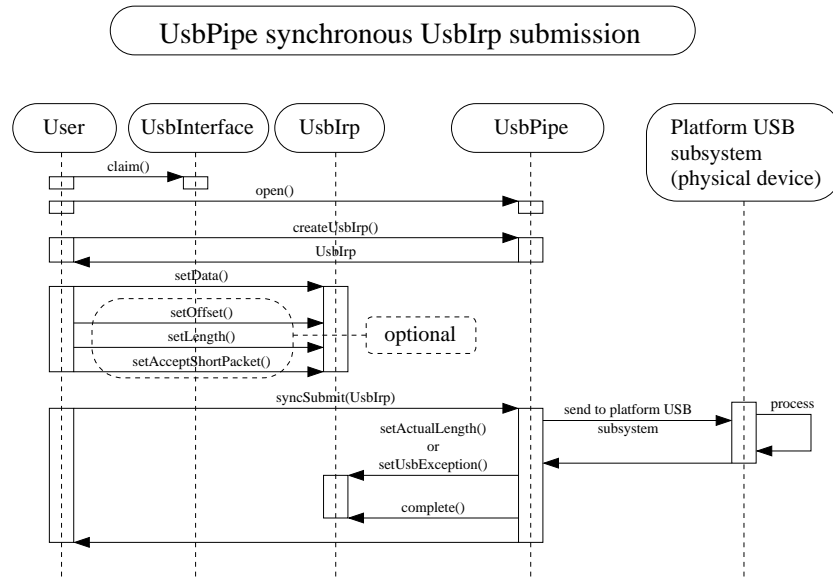 UsbPipe synchronous UsbIrp submission
User
UsbInterface
UsbIrp
UsbPipe
Platform USB
subsystem
(physical device)
claim()
open()
createUsbIrp()
UsbIrp
setData()
setOffset()
setLength()
optional
setAcceptShortPacket()
syncSubmit(UsbIrp)
send to platform USB
subsystem
process
setActualLength()
or
setUsbException()
complete()